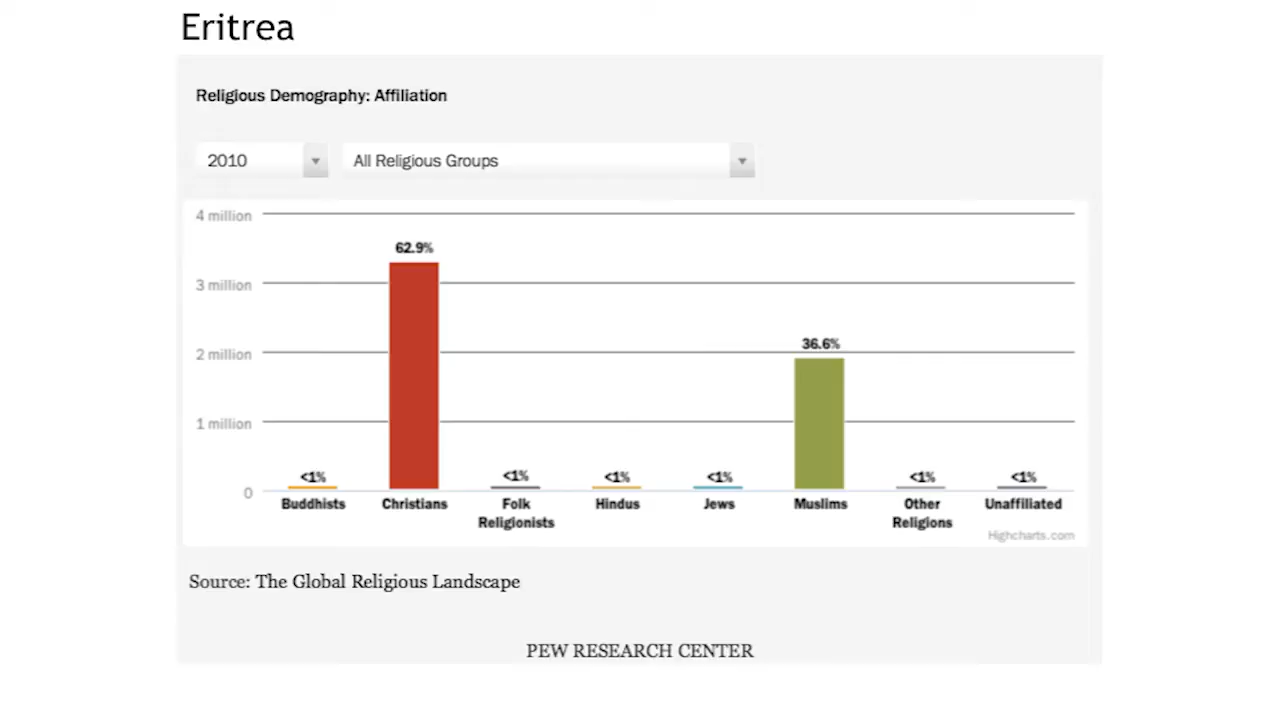 Eritrea
Religious Demography: Affiliation
2010
All Religious Groups
4 million
62.9%
3 million
36.6%
2 million
1 million
<1%
<1%
<1%
<1%
<1%
<1%
0
Buddhists
Christians
Folk
Religionists
Hindus
Jews
Muslims
Other
Religions
Unaffiliated
Highcharts.com
Source: The Global Religious Landscape
PEW RESEARCH CENTER